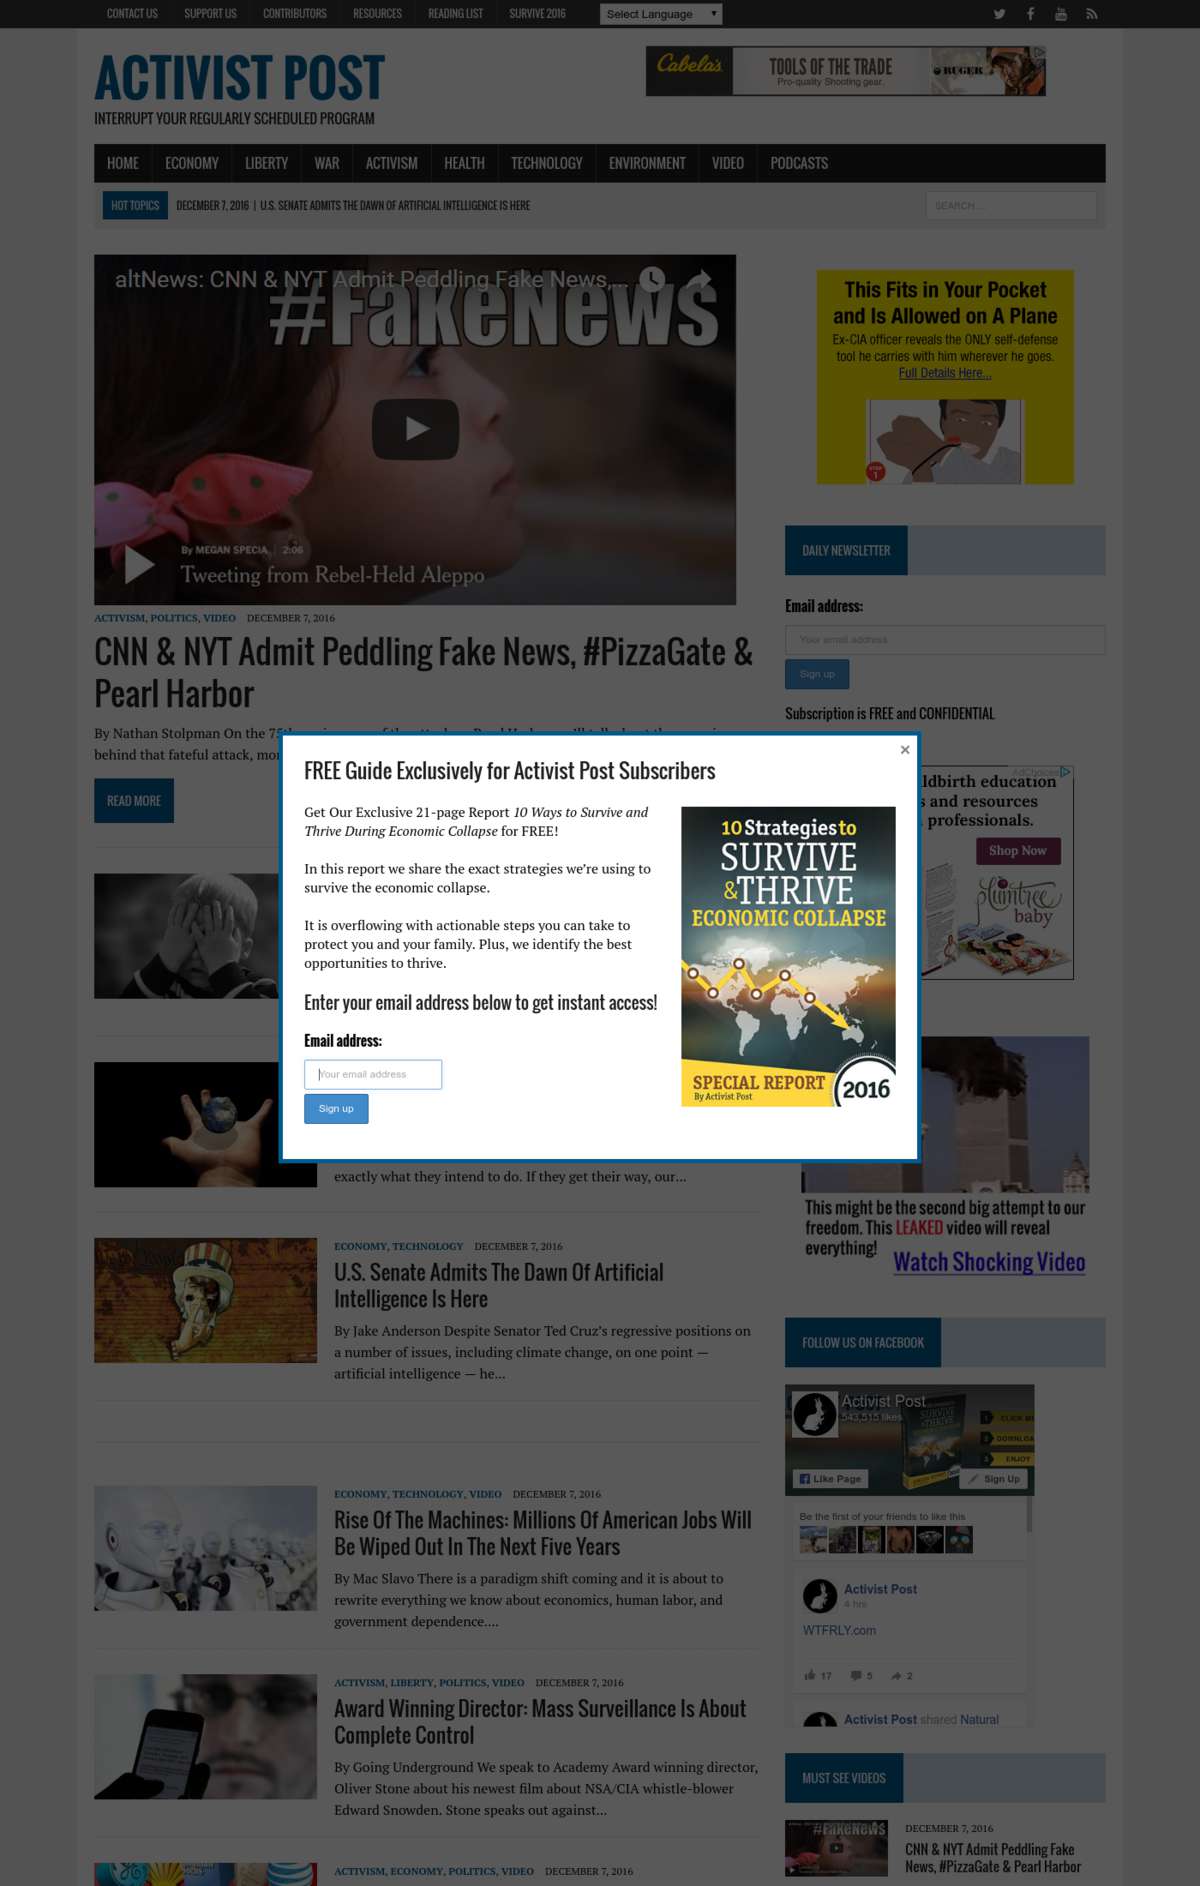 CONTACT US SUPPORT US CONTRIBUTORS RESOURCES READING LIST SURVIVE 2016 Select Language
ACTIVIST POST
INTERRUPT YOUR REGULARLY SCHEDULED PROGRAM
Cabela's
TOOLS OF THE TRADE
Pro-quality Shooting gear.
RUGER
HOME ECONOMY LIBERTY WAR ACTIVISM HEALTH TECHNOLOGY ENVIRONMENT VIDEO PODCASTS
HOT TOPICS DECEMBER 7, 2016 | U.S. SENATE ADMITS THE DAWN OF ARTIFICIAL INTELLIGENCE IS HERE
SEARCH...
altNews: CNN & NYT Admit Peddling Fake News,...
#FakeNews
By MEGAN SPECIA 2:06
Tweeting from Rebel-Held Aleppo
ACTIVISM, POLITICS, VIDEO DECEMBER 7, 2016
CNN & NYT Admit Peddling Fake News, #PizzaGate &
Pearl Harbor
By Nathan Stolpman On the
behind that fateful attack,
READ MORE
This Fits in Your Pocket
and Is Allowed on A Plane
Ex-CIA officer reveals the ONLY self-defense
tool he carries with him wherever he goes.
Full Details Here...
STEP
1
DAILY NEWSLETTER
Email address:
Your email address
Sign up
Subscription is FREE and CONFIDENTIAL
×
FREE Guide Exclusively for Activist Post Subscribers
Get Our Exclusive 21-page Report 10 Ways to Survive and
Thrive During Economic Collapse for FREE!
In this report we share the exact strategies we're using to
survive the economic collapse.
It is overflowing with actionable steps you can take to
protect you and your family. Plus, we identify the best
opportunities to thrive.
Enter your email address below to get instant access!
Email address:
Your email address
Sign up
10 Strategies to
SURVIVE
& THRIVE
ECONOMIC COLLAPSE
SPECIAL REPORT
By Activist Post
2016
AdChoices
ldbirth education
s and resources
professionals.
Shop Now
plumtree
baby
exactly what they intend to do. If they get their way, our...
This might be the second big attempt to our
freedom. This LEAKED video will reveal
everything!
Watch Shocking Video
ECONOMY, TECHNOLOGY DECEMBER 7, 2016
U.S. Senate Admits The Dawn Of Artificial
Intelligence Is Here
By Jake Anderson Despite Senator Ted Cruz's regressive positions on
a number of issues, including climate change, on one point —
artificial intelligence — he...
FOLLOW US ON FACEBOOK
Activist Post
543,515 likes
SURVIVE
THRIVE
1 CLICK
2 DOWNLOA
3 ENJOY
Like Page
Sign Up
Be the first of your friends to like this
Activist Post
4 hrs
WTFRLY.com
17 5 2
Activist Post shared Natural
ECONOMY, TECHNOLOGY, VIDEO DECEMBER 7, 2016
Rise Of The Machines: Millions Of American Jobs Will
Be Wiped Out In The Next Five Years
By Mac Slavo There is a paradigm shift coming and it is about to
rewrite everything we know about economics, human labor, and
government dependence....
ACTIVISM, LIBERTY, POLITICS, VIDEO DECEMBER 7, 2016
Award Winning Director: Mass Surveillance Is About
Complete Control
By Going Underground We speak to Academy Award winning director,
Oliver Stone about his newest film about NSA/CIA whistle-blower
Edward Snowden. Stone speaks out against...
MUST SEE VIDEOS
#FakeNews
DECEMBER 7, 2016
CNN & NYT Admit Peddling Fake
News, #PizzaGate & Pearl Harbor
ACTIVISM, ECONOMY, POLITICS, VIDEO DECEMBER 7, 2016